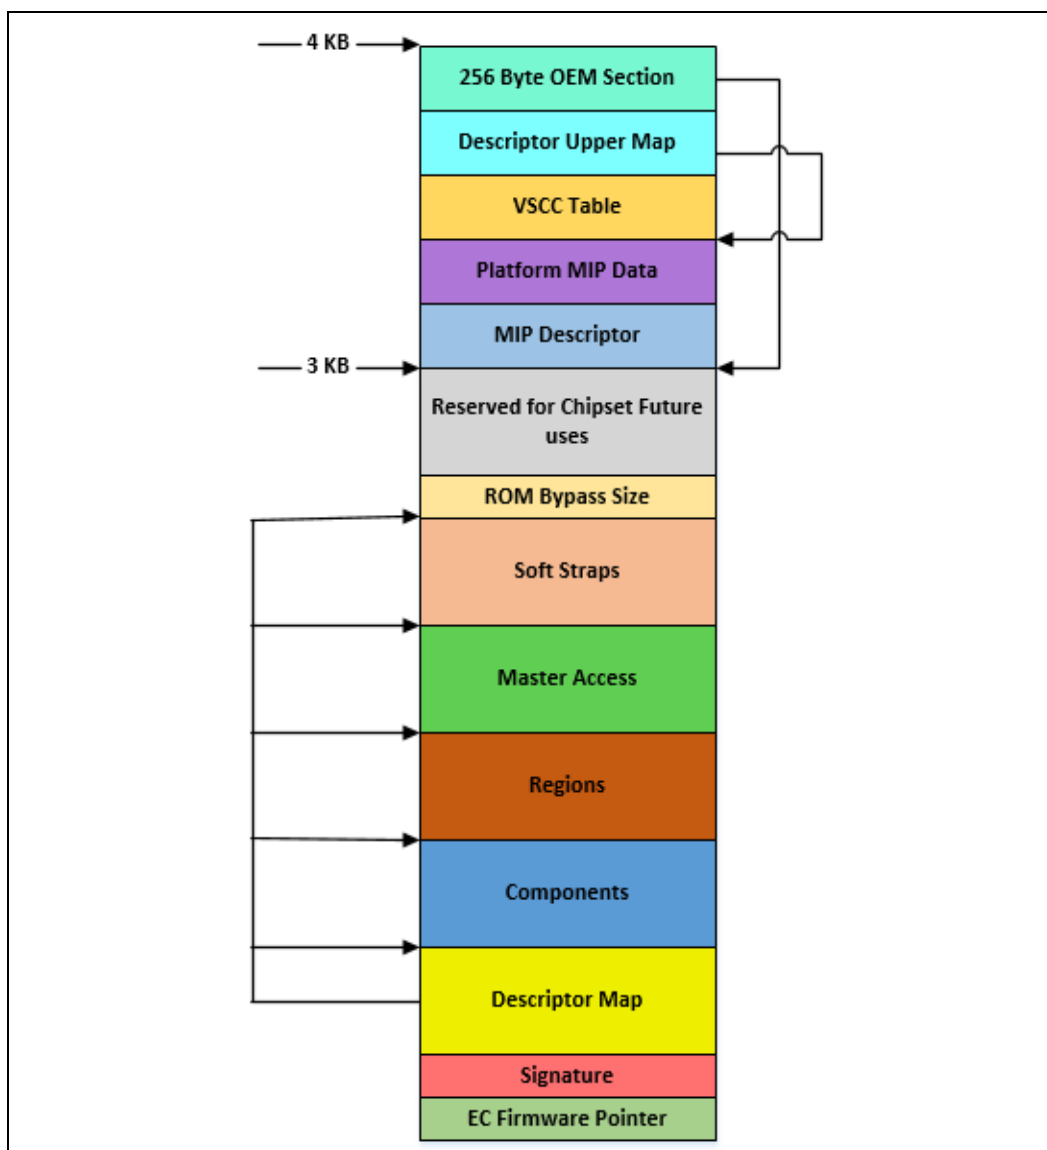 4 KB
256 Byte OEM Section
Descriptor Upper Map
VSCC Table
Platform MIP Data
MIP Descriptor
3 KB
Reserved for Chipset Future
uses
ROM Bypass Size
Soft Straps
Master Access
Regions
Components
Descriptor Map
Signature
EC Firmware Pointer